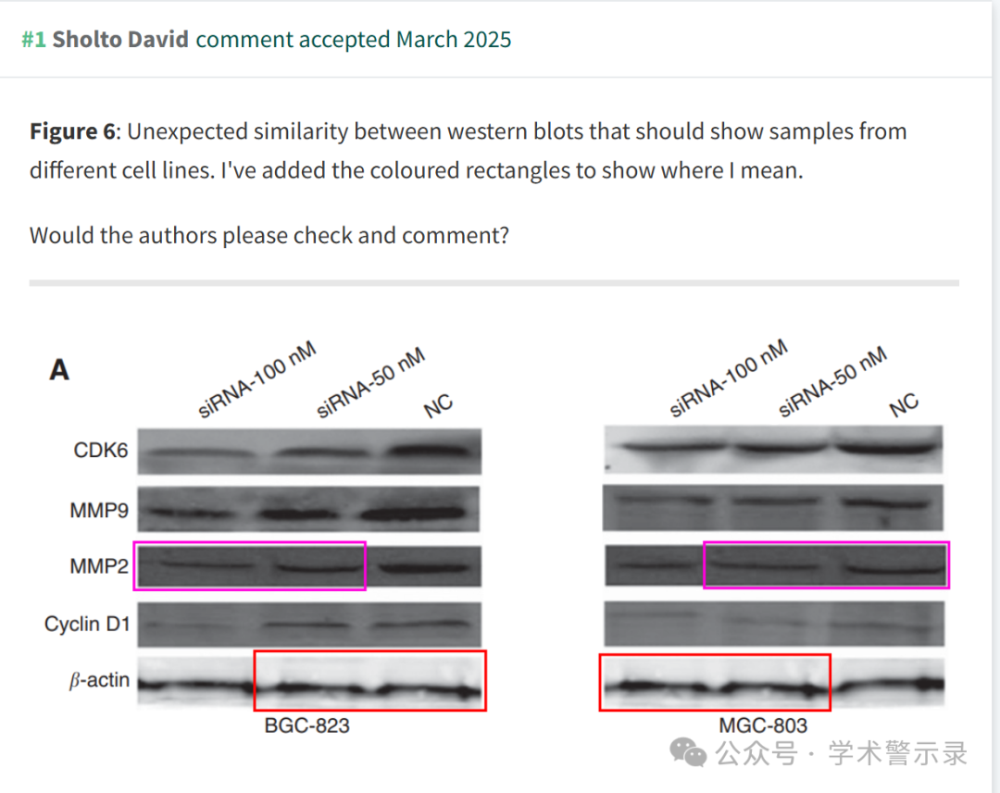 #1 Sholto David comment accepted March 2025
Figure 6: Unexpected similarity between western blots that should show samples from
different cell lines. I've added the coloured rectangles to show where I mean.
Would the authors please check and comment?
A
siRNA-100 nM siRNA-50 nM NC
siRNA-100 nM siRNA-50 nM NC
CDK6
MMP9
MMP2
Cyclin D1
β-actin
BGC-823
MGC-803
公众号 · 学术警示录